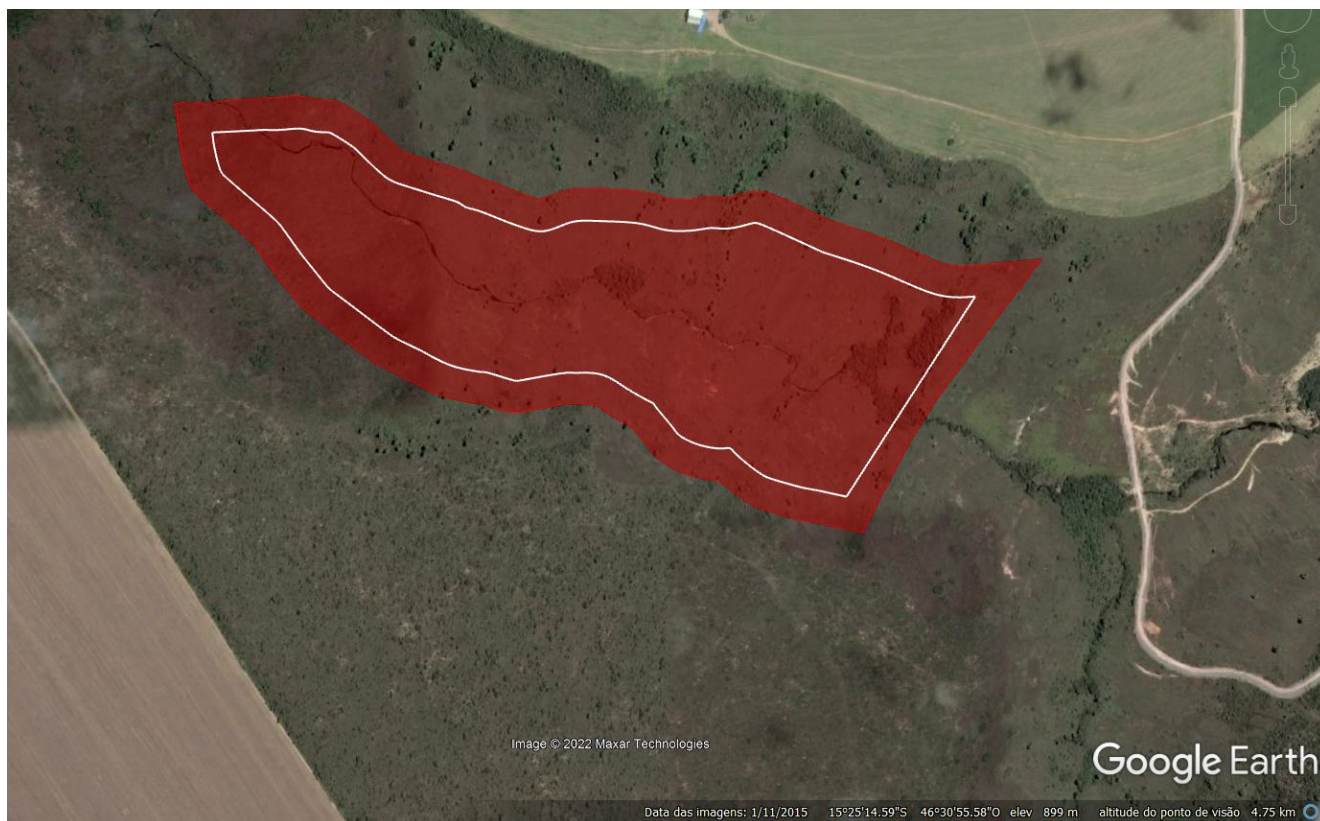 Image © 2022 Maxar Technologies
Google Earth
Data das imagens: 1/11/2015 15°25'14.59"S 46°30'55.58"O elev 899 m altitude do ponto de visão 4.75 km